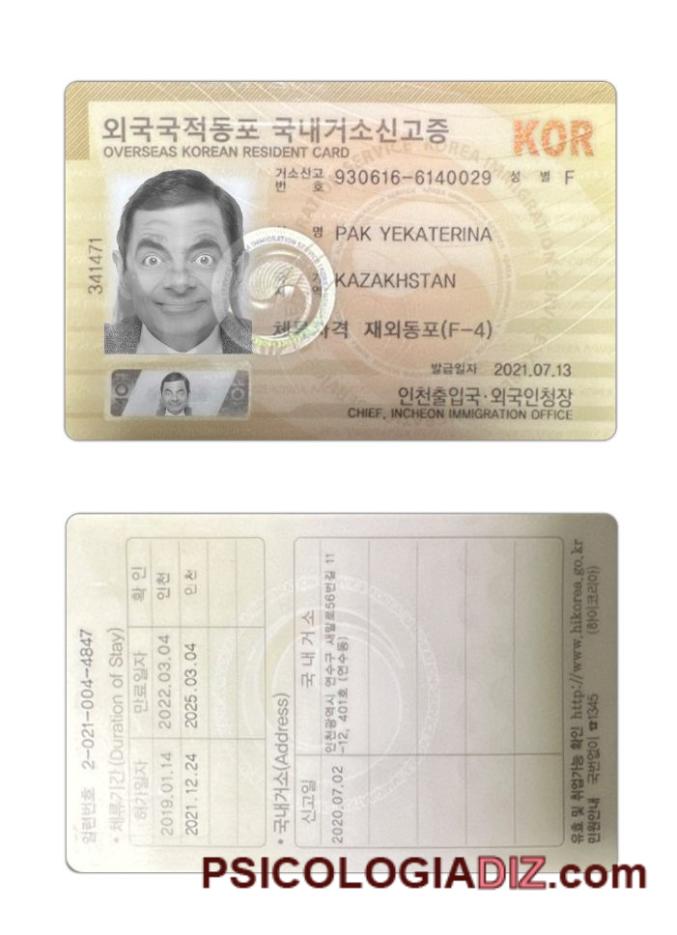 외국국적동포 국내거소신고증
KOR
OVERSEAS KOREAN RESIDENT CARD
거소신고
번 호 930616-6140029 성 별 F
명 PAK YEKATERINA
341471
KAZAKHSTAN
체류자격 재외동포(F-4)
발급일자 2021.07.13
인천출입국·외국인청장
CHIEF, INCHEON IMMIGRATION OFFICE
일련번호 2-021-004-4847
* 체류기간(Duration of Stay)
허가일자 만료일자 확 인
2019.01.14 2022.03.04 인천
2021.12.24 2025.03.04 인천
* 국내거소(Address)
신고일 국 내 거 소
2020.07.02 인천광역시 연수구 새말로56번길 11
-12, 401호 (연수동)
유효 및 취업가능 확인 http://www.hikorea.go.kr
민원안내 국번없이 ☎1345 (하이코리아)
PSICOLOGIADIZ.com